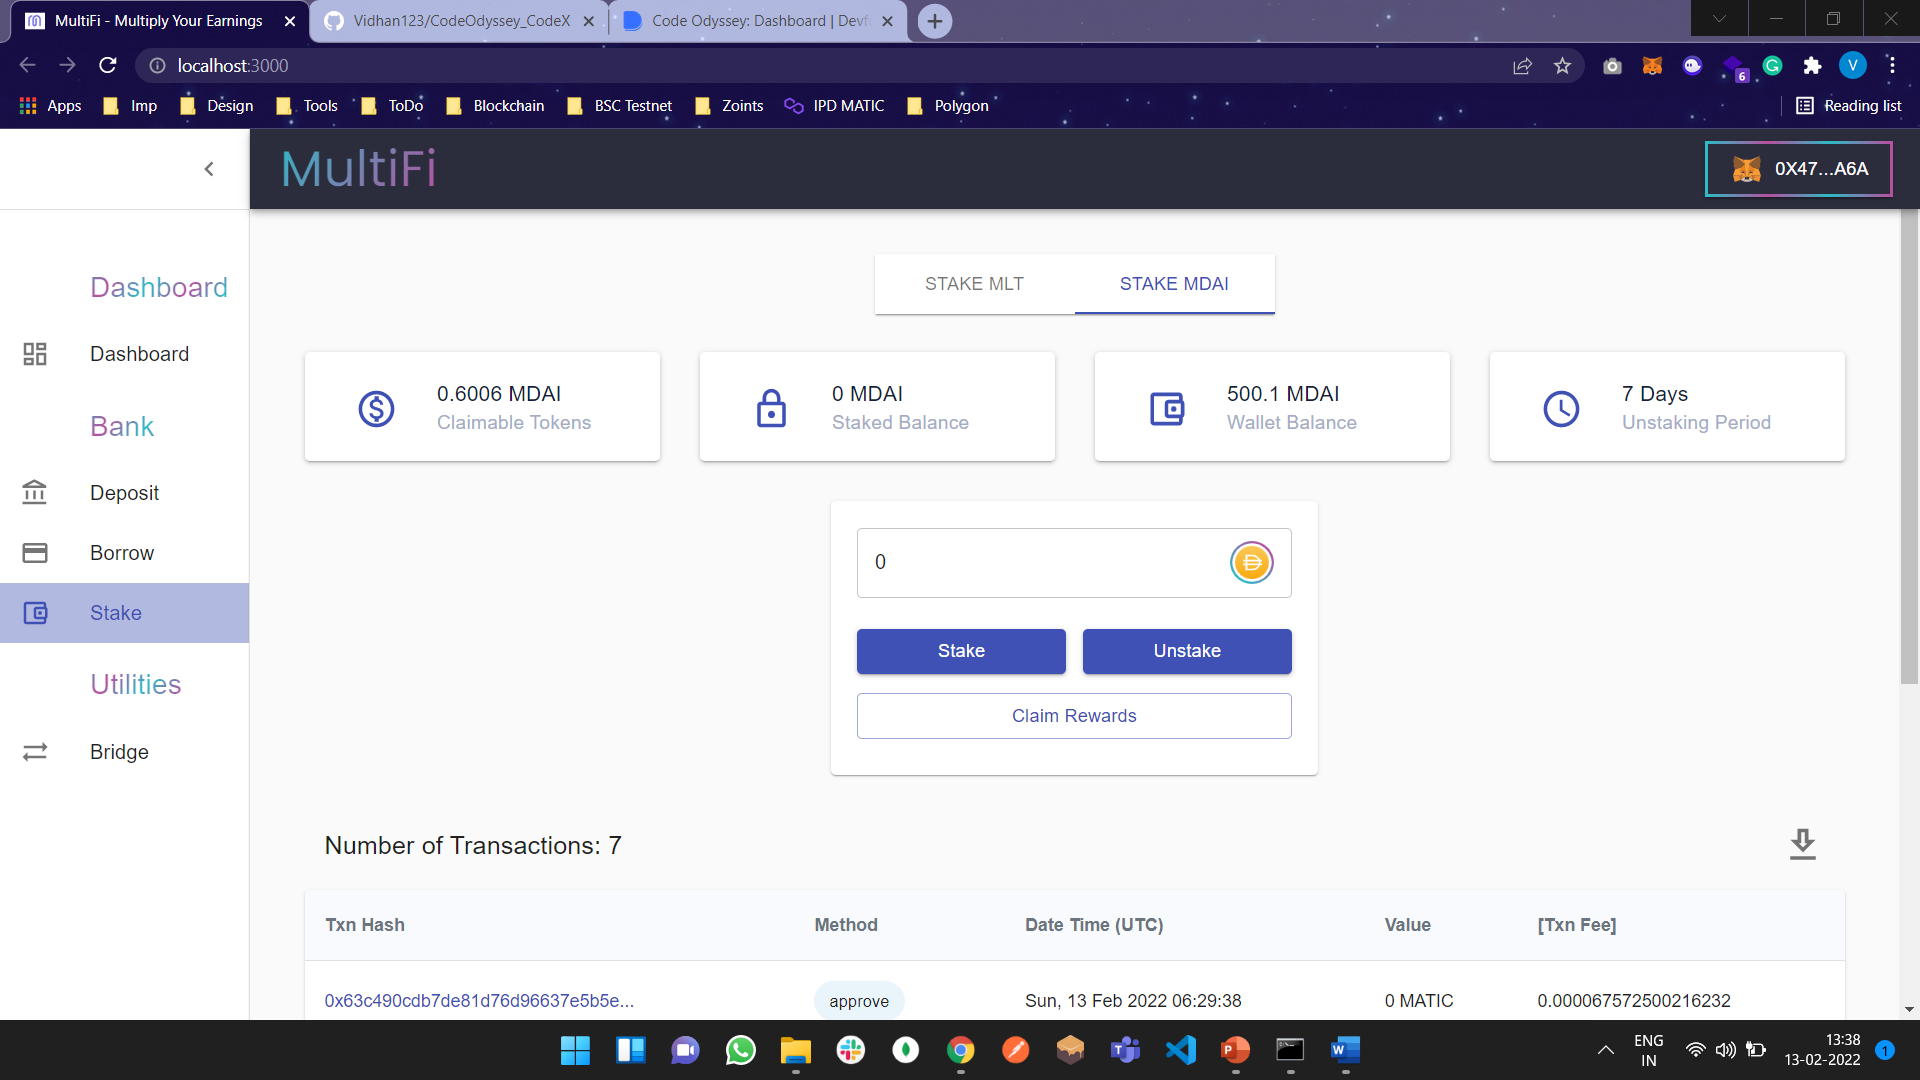 MultiFi - Multiply Your Earnings
Vidhan123/CodeOdyssey_CodeX
Code Odyssey: Dashboard | Devf
localhost:3000
6
V
Apps
Imp
Design
Tools
ToDo
Blockchain
BSC Testnet
Zoints
IPD MATIC
Polygon
Reading list
MultiFi
0X47...A6A
Dashboard
Dashboard
Bank
Deposit
Borrow
Stake
Utilities
Bridge
STAKE MLT
STAKE MDAI
0.6006 MDAI
Claimable Tokens
0 MDAI
Staked Balance
500.1 MDAI
Wallet Balance
7 Days
Unstaking Period
0
Stake
Unstake
Claim Rewards
Number of Transactions: 7
Txn Hash Method Date Time (UTC) Value [Txn Fee]
0x63c490cdb7de81d76d96637e5b5e... approve Sun, 13 Feb 2022 06:29:38 0 MATIC 0.000067572500216232
ENG
IN
13:38
13-02-2022
1